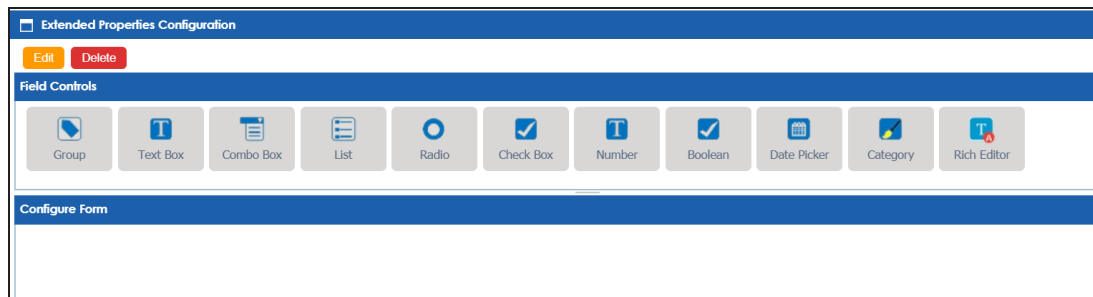 Extended Properties Configuration
Edit Delete
Field Controls
Group Text Box Combo Box List Radio Check Box Number Boolean Date Picker Category Rich Editor
Configure Form